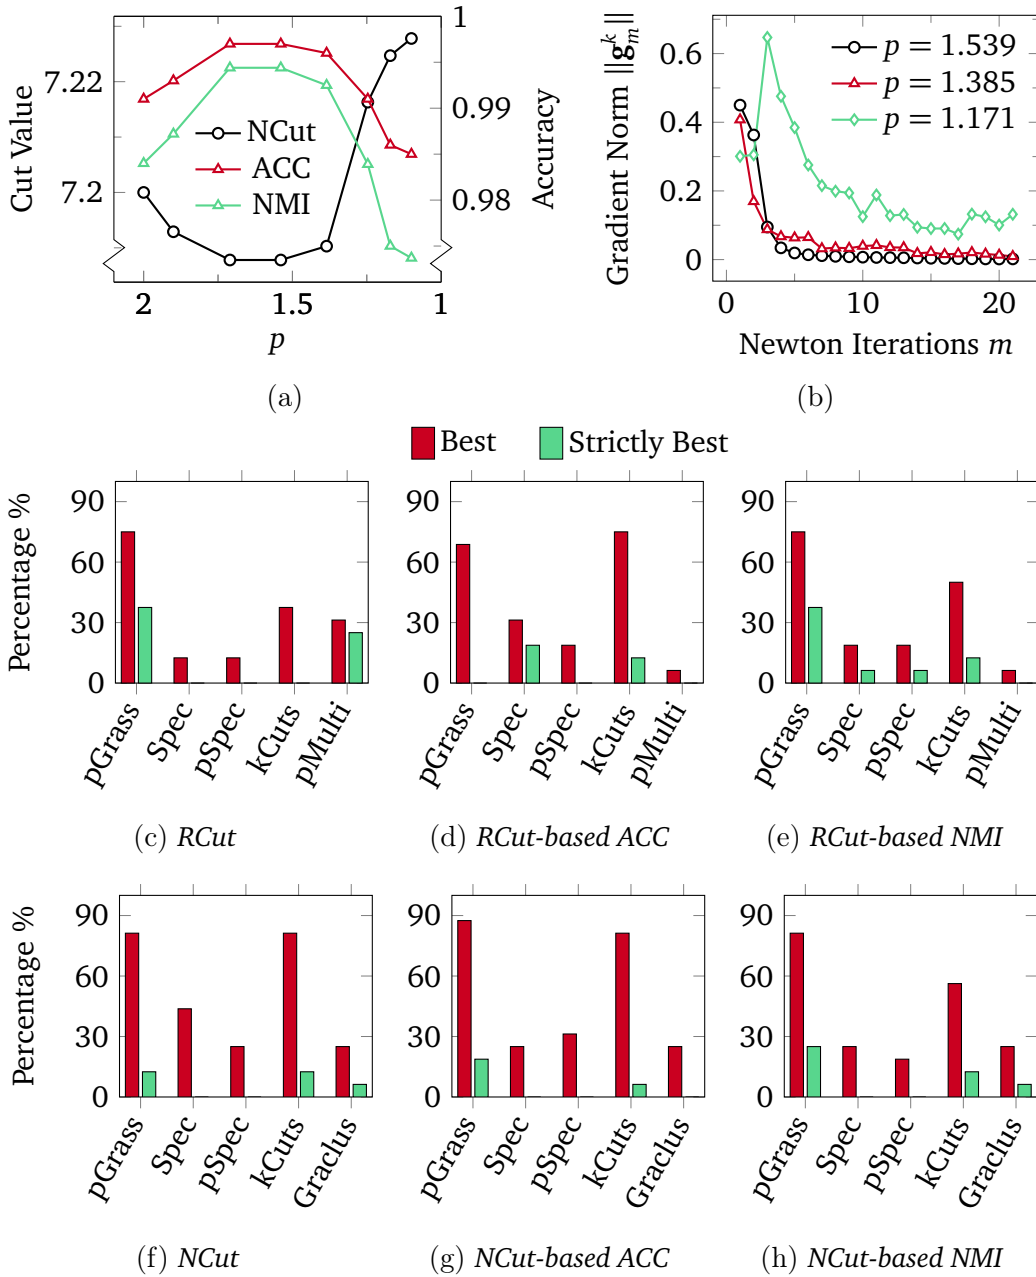 Cut Value
7.22
7.2
NCut
ACC
NMI
1
0.99
0.98
Accuracy
2
1.5
1
p
(a)
Gradient Norm ||g_m^k||
0.6
0.4
0.2
0
p = 1.539
p = 1.385
p = 1.171
0
10
20
Newton Iterations m
(b)
Best
Strictly Best
Percentage %
90
60
30
0
pGrass
Spec
pSpec
kCuts
pMulti
(c) RCut
90
60
30
0
pGrass
Spec
pSpec
kCuts
pMulti
(d) RCut-based ACC
90
60
30
0
pGrass
Spec
pSpec
kCuts
pMulti
(e) RCut-based NMI
Percentage %
90
60
30
0
pGrass
Spec
pSpec
kCuts
Graclus
(f) NCut
90
60
30
0
pGrass
Spec
pSpec
kCuts
Graclus
(g) NCut-based ACC
90
60
30
0
pGrass
Spec
pSpec
kCuts
Graclus
(h) NCut-based NMI